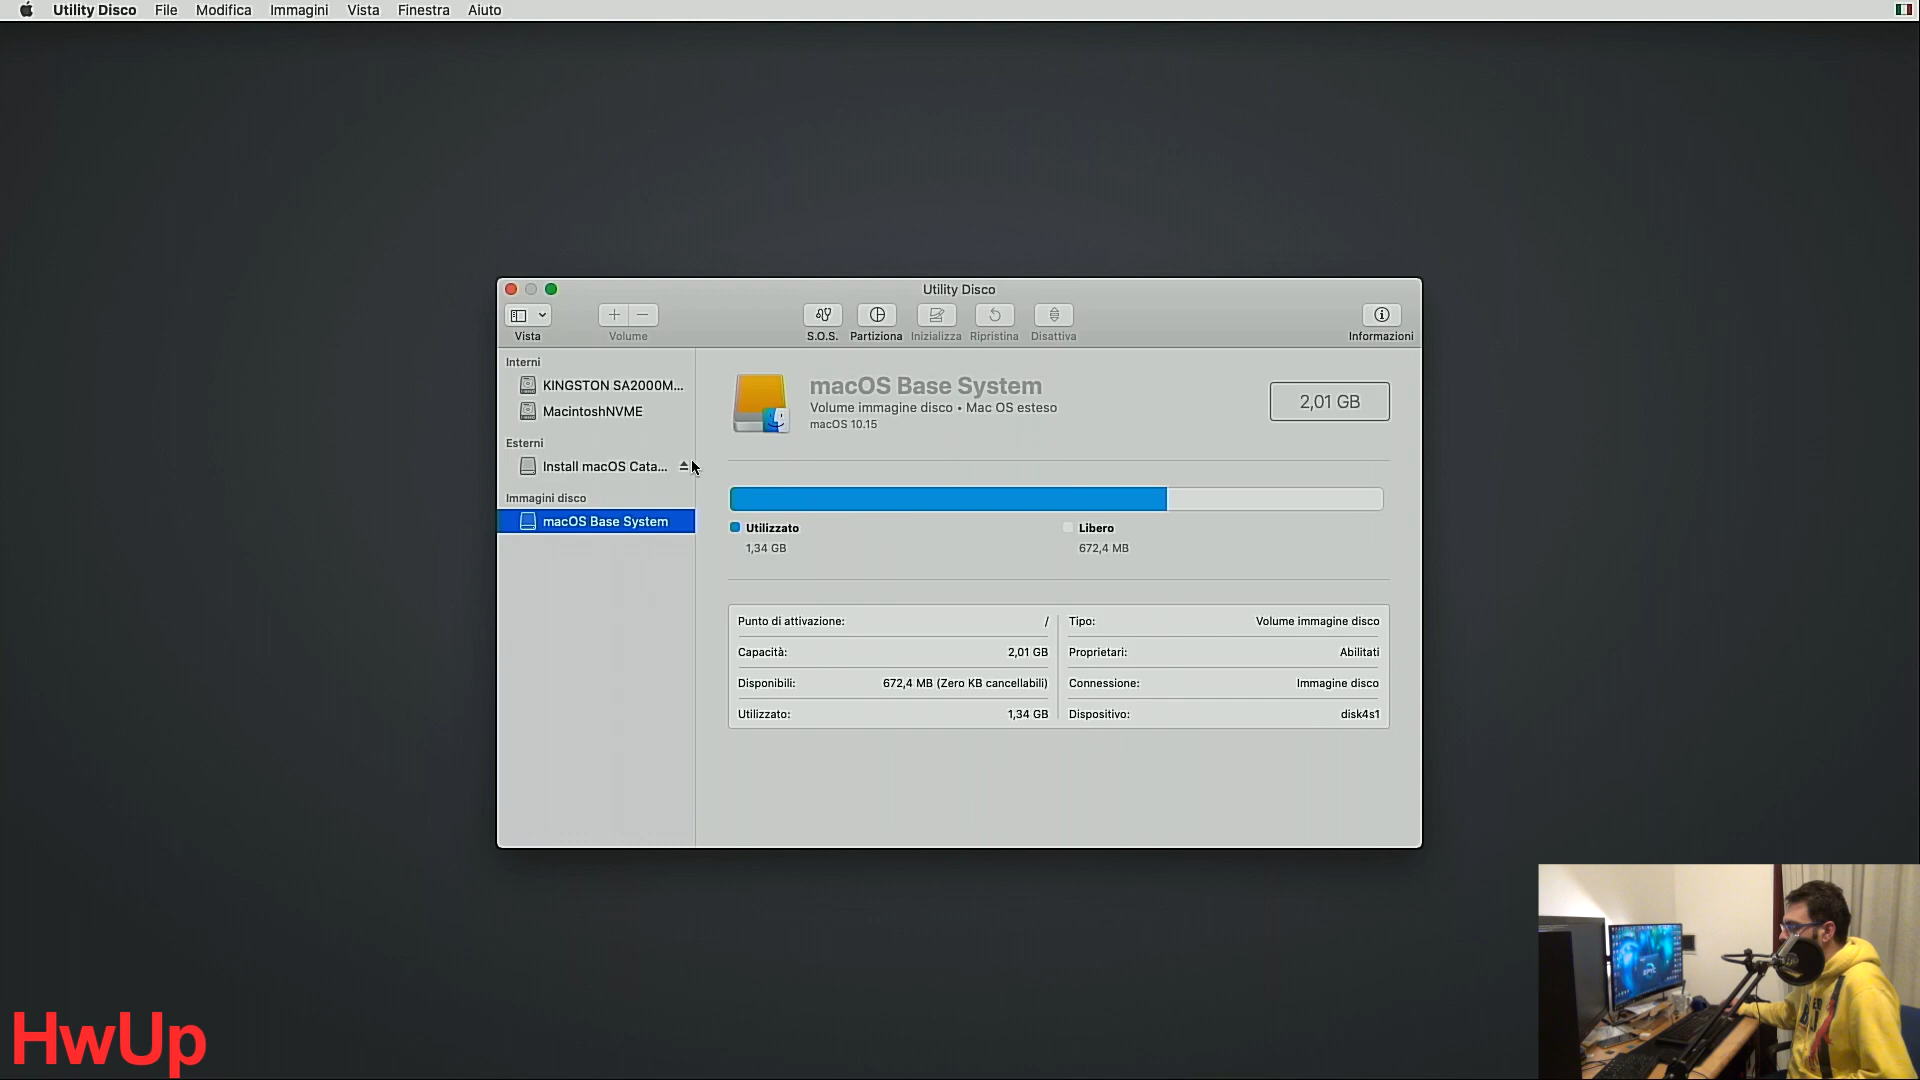 Utility Disco File Modifica Immagini Vista Finestra Aiuto
Utility Disco
Vista Volume S.O.S. Partiziona Inizializza Ripristina Disattiva Informazioni
Interni
KINGSTON SA2000M...
MacintoshNVME
Esterni
Install macOS Cata...
Immagini disco
macOS Base System
macOS Base System
Volume immagine disco • Mac OS esteso
macOS 10.15
2,01 GB
Utilizzato
1,34 GB
Libero
672,4 MB
Punto di attivazione: /
Capacità: 2,01 GB
Disponibili: 672,4 MB (Zero KB cancellabili)
Utilizzato: 1,34 GB
Tipo: Volume immagine disco
Proprietari: Abilitati
Connessione: Immagine disco
Dispositivo: disk4s1
HwUp